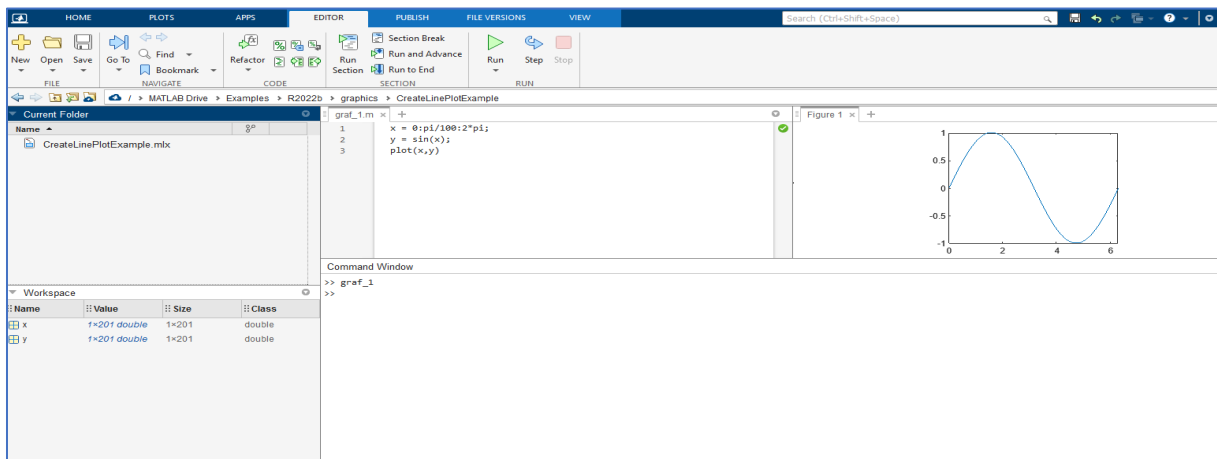 HOME PLOTS APPS EDITOR PUBLISH FILE VERSIONS VIEW Search (Ctrl+Shift+Space)
New Open Save Go To Find Bookmark Refactor Run Section Section Break Run and Advance Run to End Run Step Stop
FILE NAVIGATE CODE SECTION RUN
/ > MATLAB Drive > Examples > R2022b > graphics > CreateLinePlotExample
Current Folder
Name
CreateLinePlotExample.mlx
graf_1.m × +
1 x = 0:pi/100:2*pi;
2 y = sin(x);
3 plot(x,y)
Figure 1 × +
1
0.5
0
-0.5
-1
0 2 4 6
Command Window
>> graf_1
>>
Workspace
Name Value Size Class
x 1×201 double 1×201 double
y 1×201 double 1×201 double